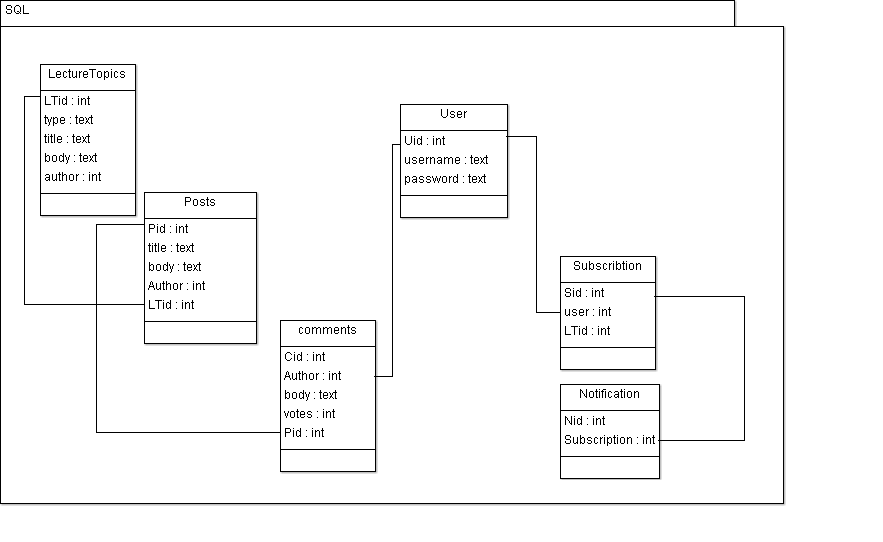 SQL
LectureTopics
LTid : int
type : text
title : text
body : text
author : int
Posts
Pid : int
title : text
body : text
Author : int
LTid : int
comments
Cid : int
Author : int
body : text
votes : int
Pid : int
User
Uid : int
username : text
password : text
Subscribtion
Sid : int
user : int
LTid : int
Notification
Nid : int
Subscription : int